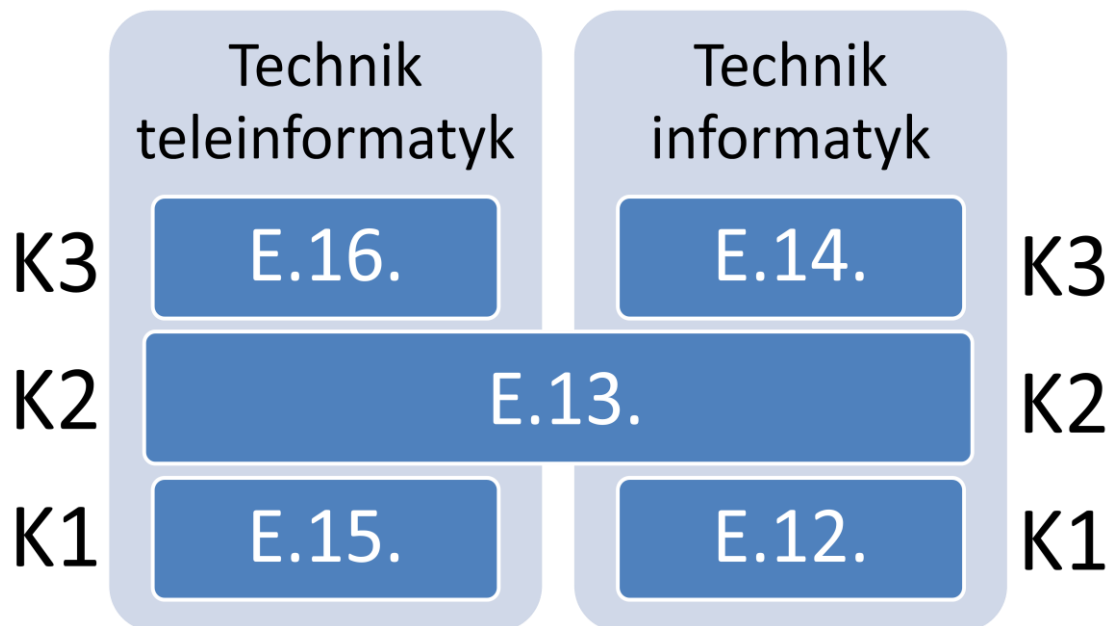 Technik
teleinformatyk
Technik
informatyk
K3 E.16. E.14. K3
K2 E.13. K2
K1 E.15. E.12. K1